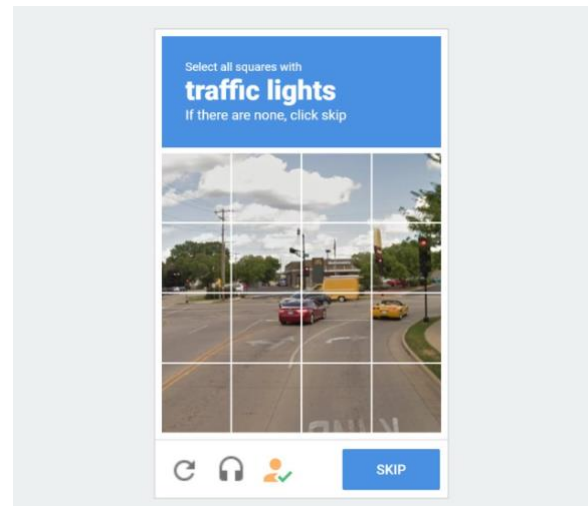 Select all squares with
traffic lights
If there are none, click skip
SKIP